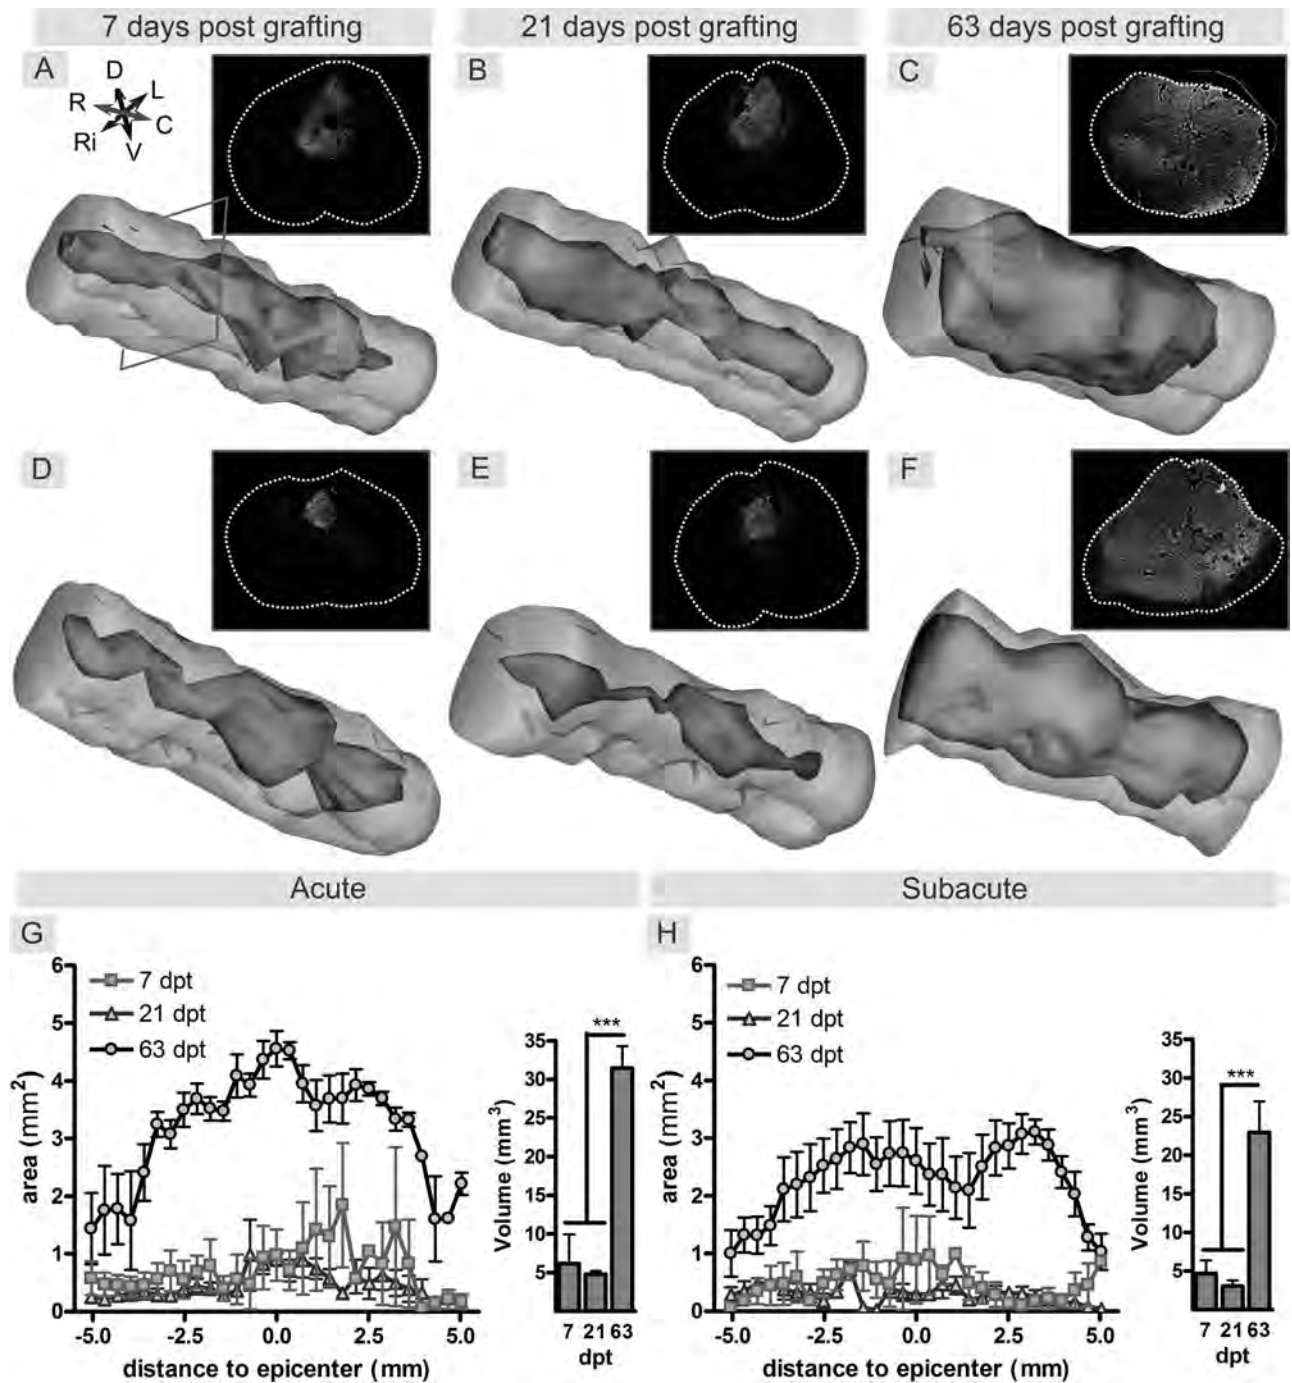 7 days post grafting
21 days post grafting
63 days post grafting
A
D
L
R
C
Ri
V
B
C
D
E
F
Acute
Subacute
G
6
5
4
3
2
1
0
area (mm2)
7 dpt
21 dpt
63 dpt
-5.0 -2.5 0.0 2.5 5.0
distance to epicenter (mm)
***
35
30
25
20
15
10
5
Volume (mm3)
7 21 63
dpt
H
6
5
4
3
2
1
0
area (mm2)
7 dpt
21 dpt
63 dpt
-5.0 -2.5 0.0 2.5 5.0
distance to epicenter (mm)
***
35
30
25
20
15
10
5
Volume (mm3)
7 21 63
dpt